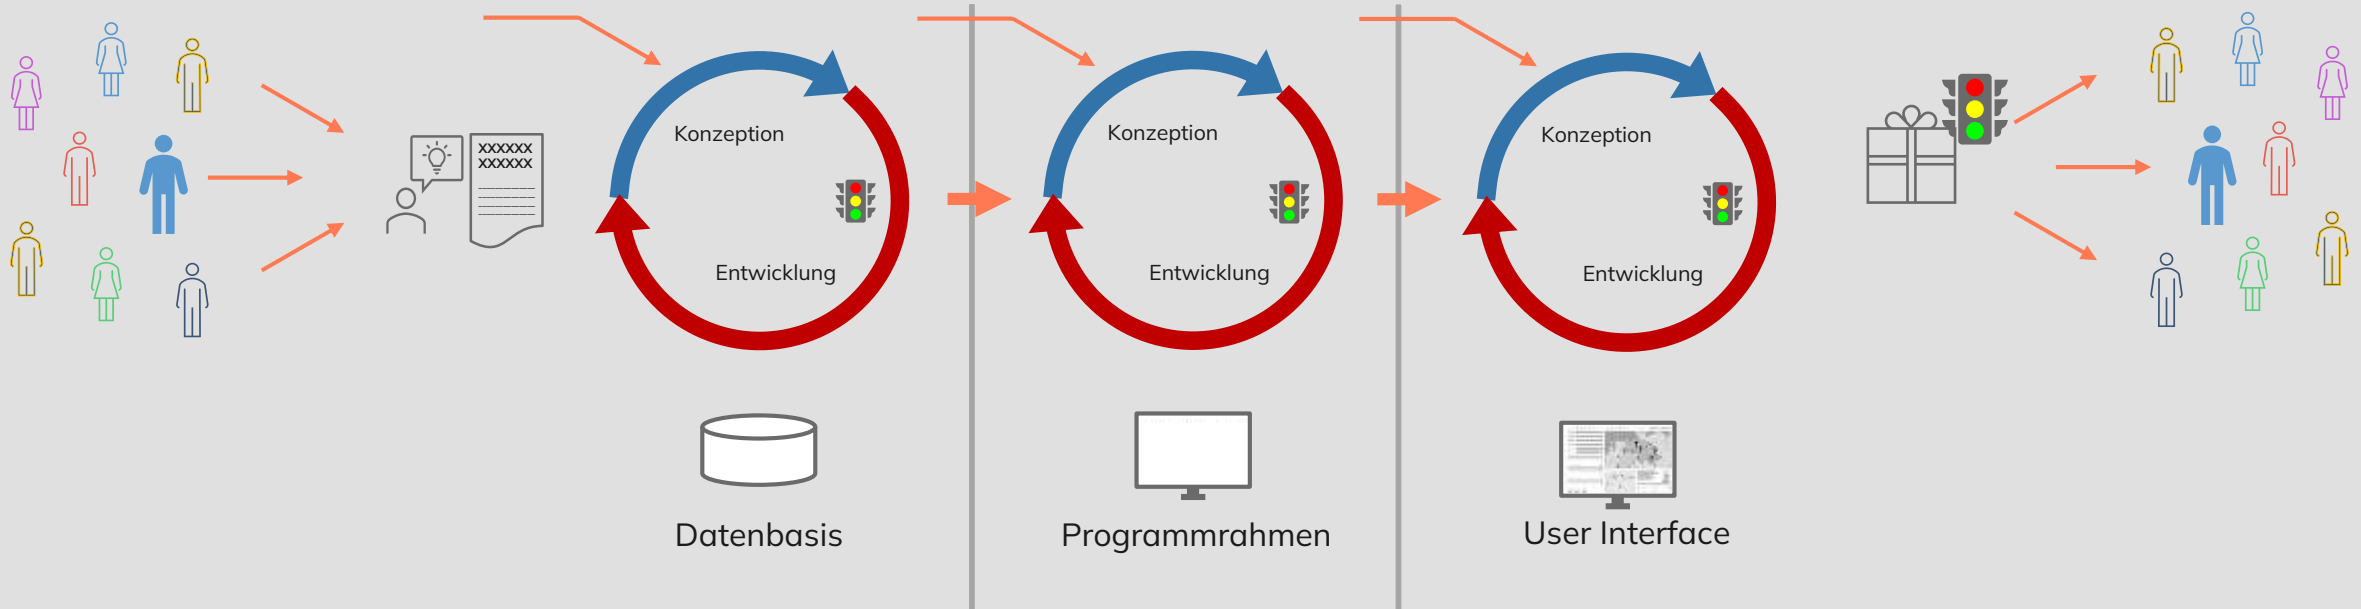 XXXXXX
XXXXXX
Konzeption
Entwicklung
Datenbasis
Konzeption
Entwicklung
Programmrahmen
Konzeption
Entwicklung
User Interface